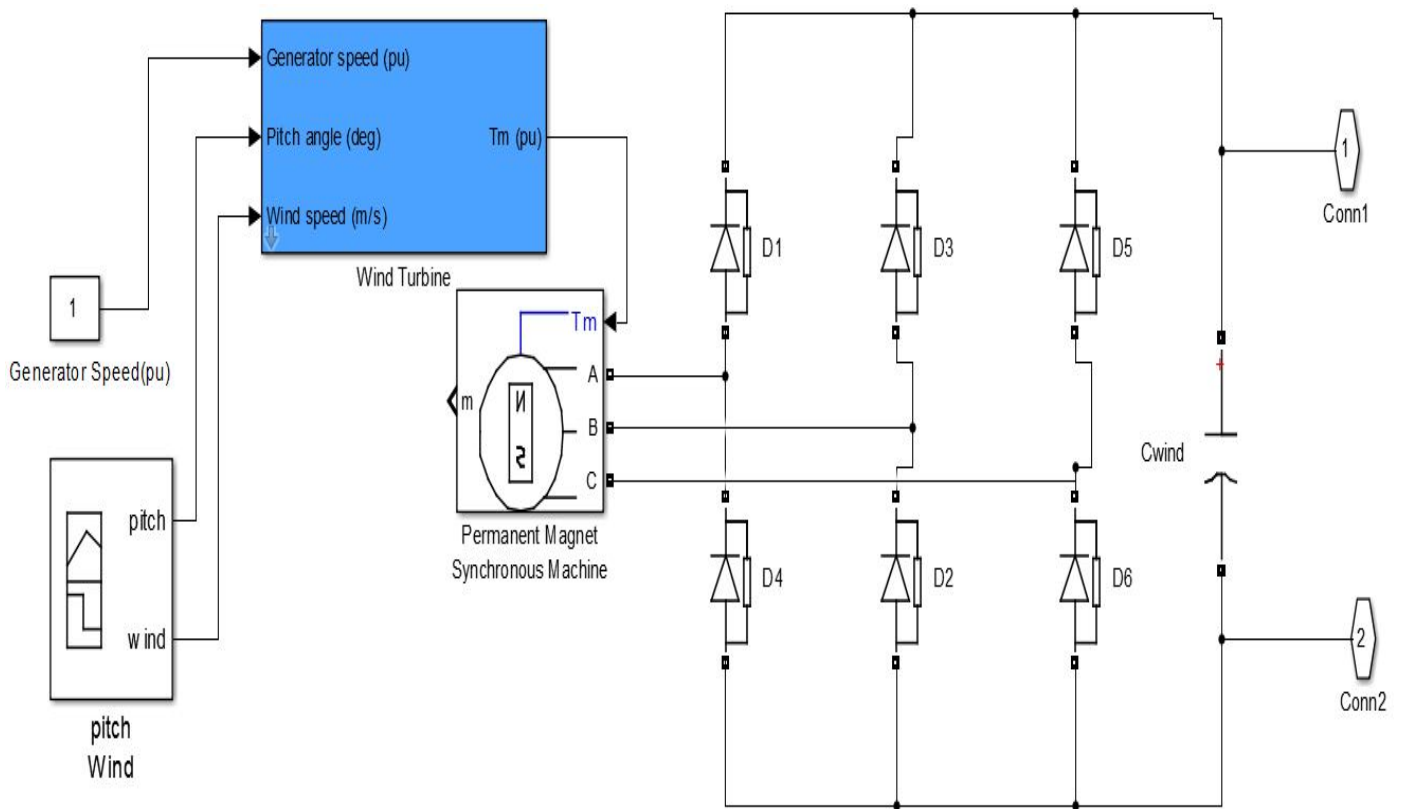 Generator speed (pu)
Pitch angle (deg)
Tm (pu)
Wind speed (m/s)
Wind Turbine
1
Generator Speed(pu)
pitch
wind
pitch
Wind
Tm
A
B
C
m
N
S
Permanent Magnet
Synchronous Machine
D1
D3
D5
D4
D2
D6
+
Cwind
1
Conn1
2
Conn2